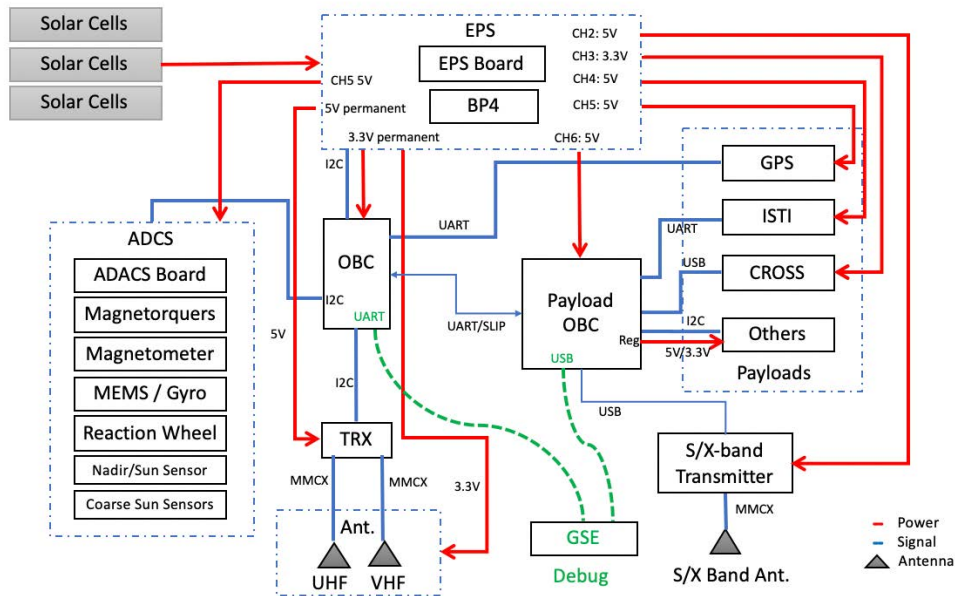 Solar Cells
Solar Cells
Solar Cells
EPS
EPS Board
BP4
CH5 5V
5V permanent
3.3V permanent
CH2: 5V
CH3: 3.3V
CH4: 5V
CH5: 5V
CH6: 5V
I2C
UART
UART
USB
I2C
5V/3.3V
GPS
ISTI
CROSS
Others
Payloads
ADCS
ADACS Board
Magnetorquers
Magnetometer
MEMS / Gyro
Reaction Wheel
Nadir/Sun Sensor
Coarse Sun Sensors
OBC
I2C
UART
UART/SLIP
Payload
OBC
Reg
USB
5V
I2C
USB
TRX
MMCX
MMCX
3.3V
Ant.
UHF
VHF
GSE
Debug
S/X-band
Transmitter
MMCX
S/X Band Ant.
Power
Signal
Antenna